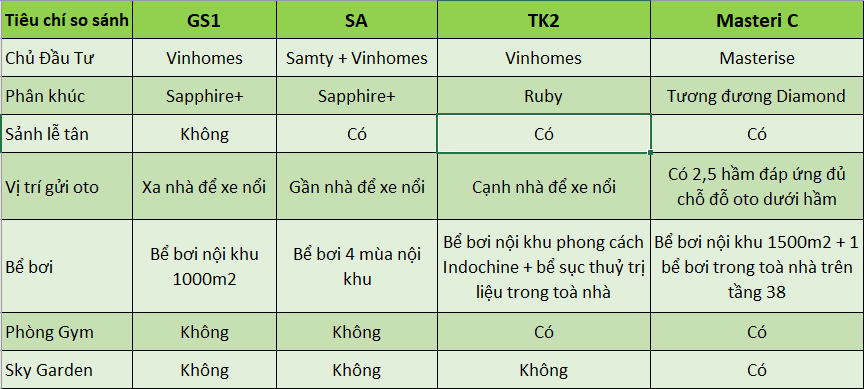 Tiêu chí so sánh GS1 SA TK2 Masteri C
Chủ Đầu Tư Vinhomes Samty + Vinhomes Vinhomes Masterise
Phân khúc Sapphire+ Sapphire+ Ruby Tương đương Diamond
Sảnh lễ tân Không Có Có Có
Vị trí gửi oto Xa nhà để xe nổi Gần nhà để xe nổi Cạnh nhà để xe nổi Có 2,5 hầm đáp ứng đủ
chỗ đỗ oto dưới hầm
Bể bơi Bể bơi nội khu
1000m2 Bể bơi 4 mùa nội
khu Bể bơi nội khu phong cách
Indochine + bể sục thuỷ trị
liệu trong toà nhà Bể bơi nội khu 1500m2 + 1
bể bơi trong toà nhà trên
tầng 38
Phòng Gym Không Không Có Có
Sky Garden Không Không Không Có